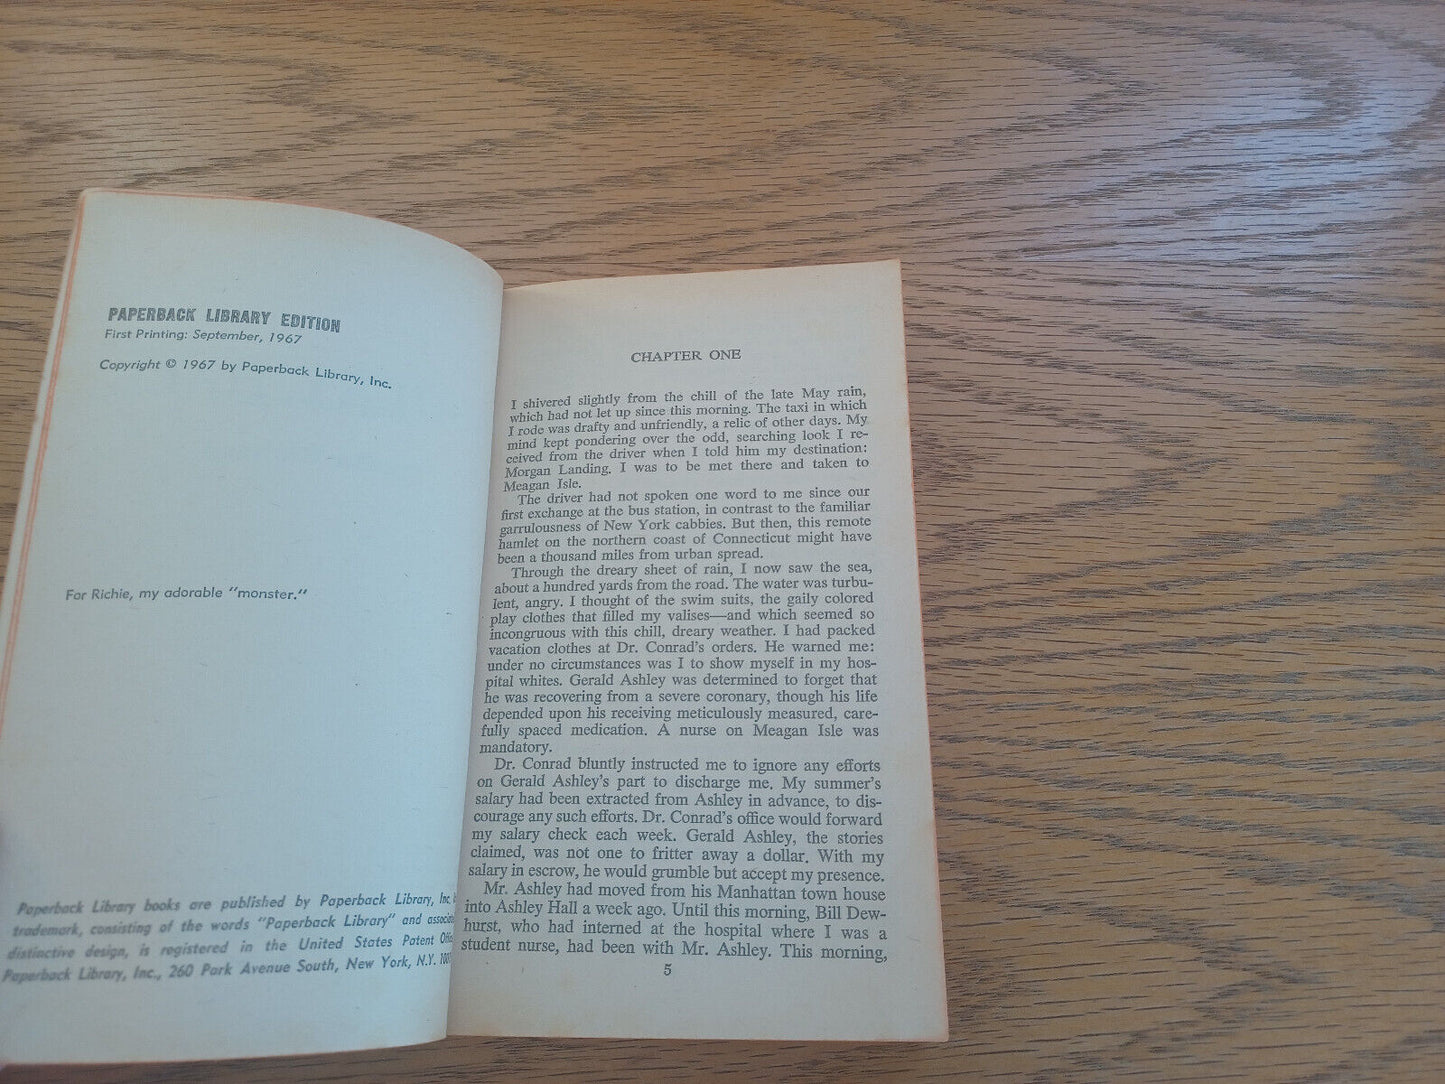 PAPERBACK LIBRARY EDITION
First Printing: September, 1967
Copyright © 1967 by Paperback Library, Inc.
For Richie, my adorable "monster."
Paperback Library books are published by Paperback Library, Inc.
trademark, consisting of the words "Paperback Library" and
distinctive design, is registered in the United States Patent
Paperback Library, Inc., 260 Park Avenue South, New York, N.Y.
CHAPTER ONE
I shivered slightly from the chill of the late May rain,
which had not let up since this morning. The taxi in which
I rode was drafty and unfriendly, a relic of other days. My
mind kept pondering over the odd, searching look I re-
ceived from the driver when I told him my destination:
Morgan Landing. I was to be met there and taken to
Meagan Isle.
The driver had not spoken one word to me since our
first exchange at the bus station, in contrast to the familiar
garrulousness of New York cabbies. But then, this remote
hamlet on the northern coast of Connecticut might have
been a thousand miles from urban spread.
Through the dreary sheet of rain, I now saw the sea,
about a hundred yards from the road. The water was turbu-
lent, angry. I thought of the swim suits, the gaily colored
play clothes that filled my valises—and which seemed so
incongruous with this chill, dreary weather. I had packed
vacation clothes at Dr. Conrad's orders. He warned me:
under no circumstances was I to show myself in my hos-
pital whites. Gerald Ashley was determined to forget that
he was recovering from a severe coronary, though his life
depended upon his receiving meticulously measured, care-
fully spaced medication. A nurse on Meagan Isle was
mandatory.
Dr. Conrad bluntly instructed me to ignore any efforts
on Gerald Ashley's part to discharge me. My summer's
salary had been extracted from Ashley in advance, to dis-
courage any such efforts. Dr. Conrad's office would forward
my salary check each week. Gerald Ashley, the stories
claimed, was not one to fritter away a dollar. With my
salary in escrow, he would grumble but accept my presence.
Mr. Ashley had moved from his Manhattan town house
into Ashley Hall a week ago. Until this morning, Bill Dew-
hurst, who had interned at the hospital where I was a
student nurse, had been with Mr. Ashley. This morning,
5